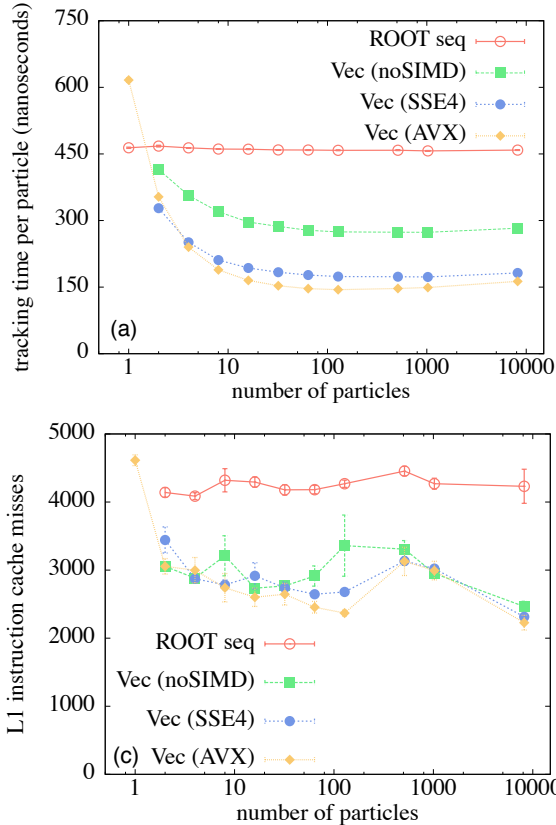 750
600
450
300
150
0
tracking time per particle (nanoseconds)
ROOT seq
Vec (noSIMD)
Vec (SSE4)
Vec (AVX)
(a)
1
10
100
1000
10000
number of particles
5000
4000
3000
2000
1000
0
L1 instruction cache misses
ROOT seq
Vec (noSIMD)
Vec (SSE4)
Vec (AVX)
(c)
1
10
100
1000
10000
number of particles